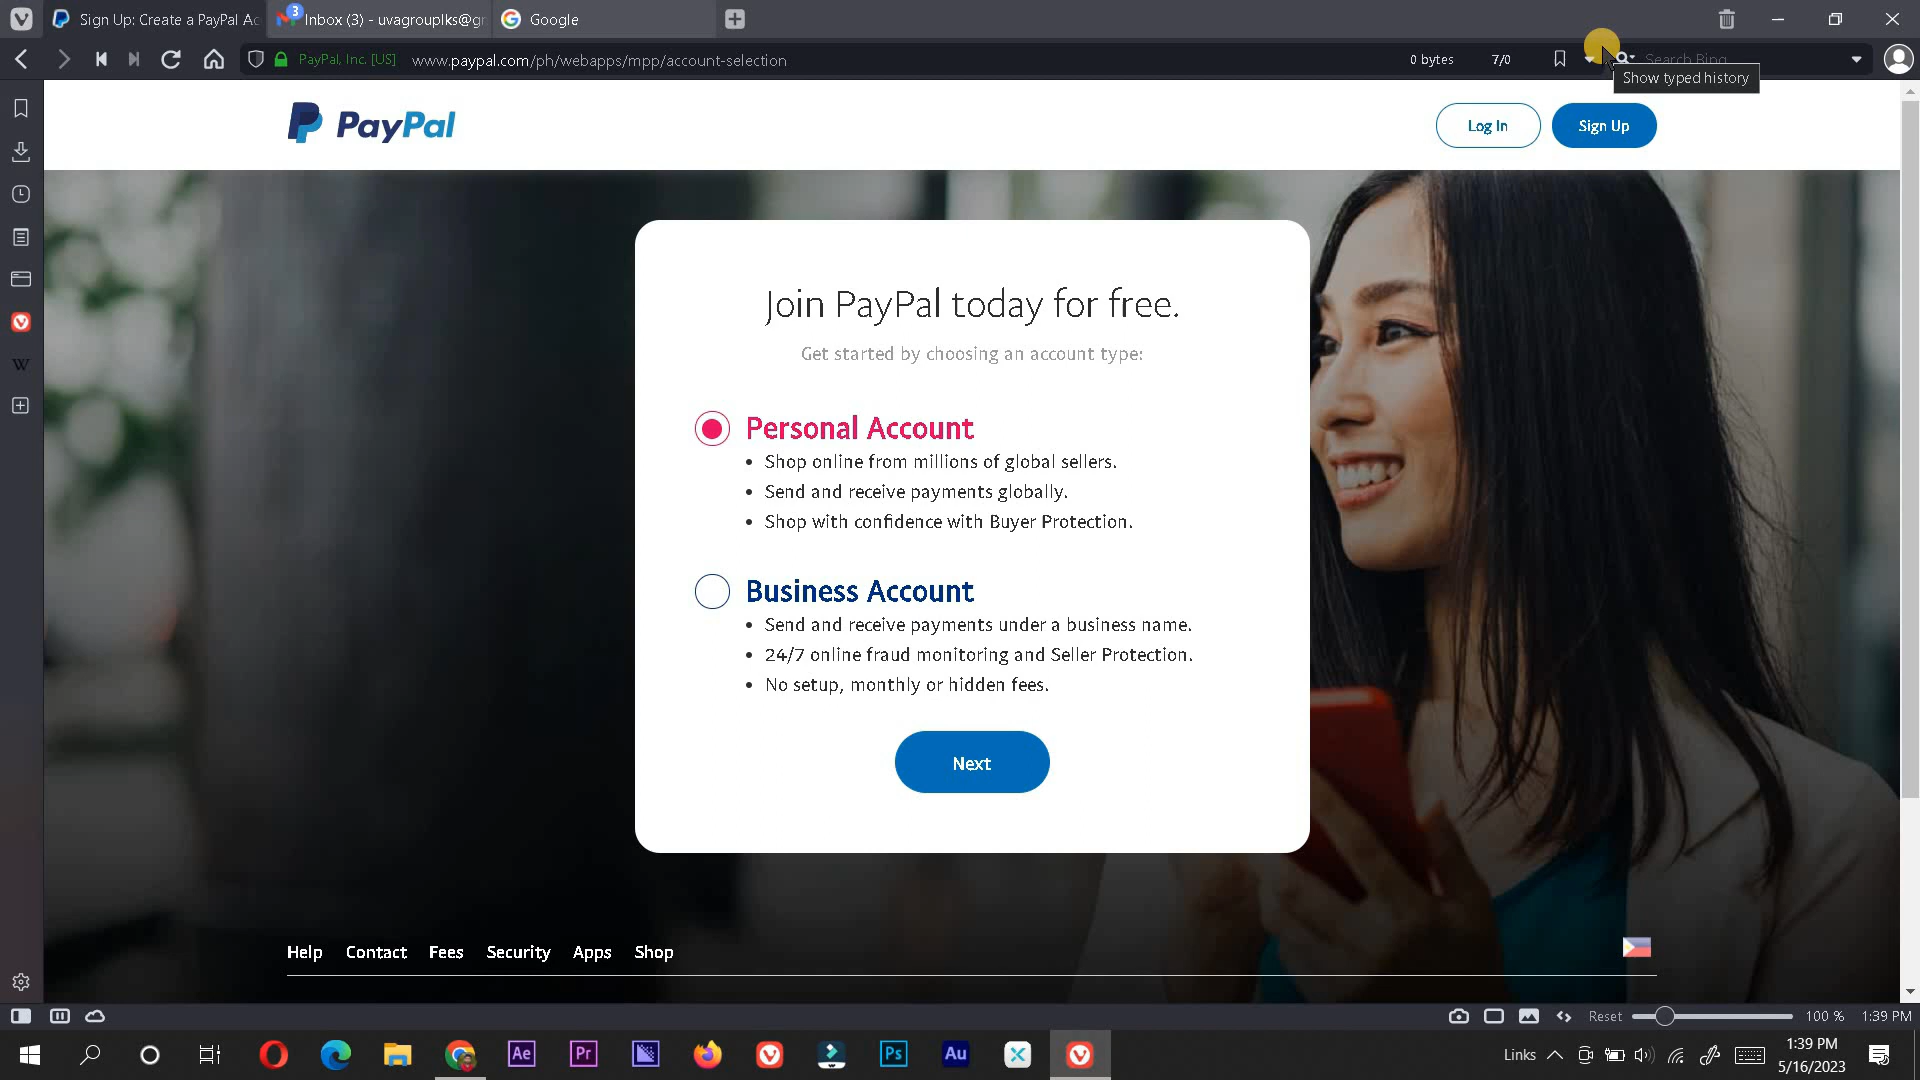 Sign Up: Create a PayPal Ac
3
Inbox (3) - uvagrouplks@gr
Google
PayPal, Inc. [US]
www.paypal.com/ph/webapps/mpp/account-selection
0 bytes
7/0
Search Bing
Show typed history
PayPal
Log In
Sign Up
Join PayPal today for free.
Get started by choosing an account type:
Personal Account
• Shop online from millions of global sellers.
• Send and receive payments globally.
• Shop with confidence with Buyer Protection.
Business Account
• Send and receive payments under a business name.
• 24/7 online fraud monitoring and Seller Protection.
• No setup, monthly or hidden fees.
Next
Help Contact Fees Security Apps Shop
Reset
100 %
1:39 PM
Ae
Pr
Ps
Au
Links
1:39 PM
5/16/2023
W